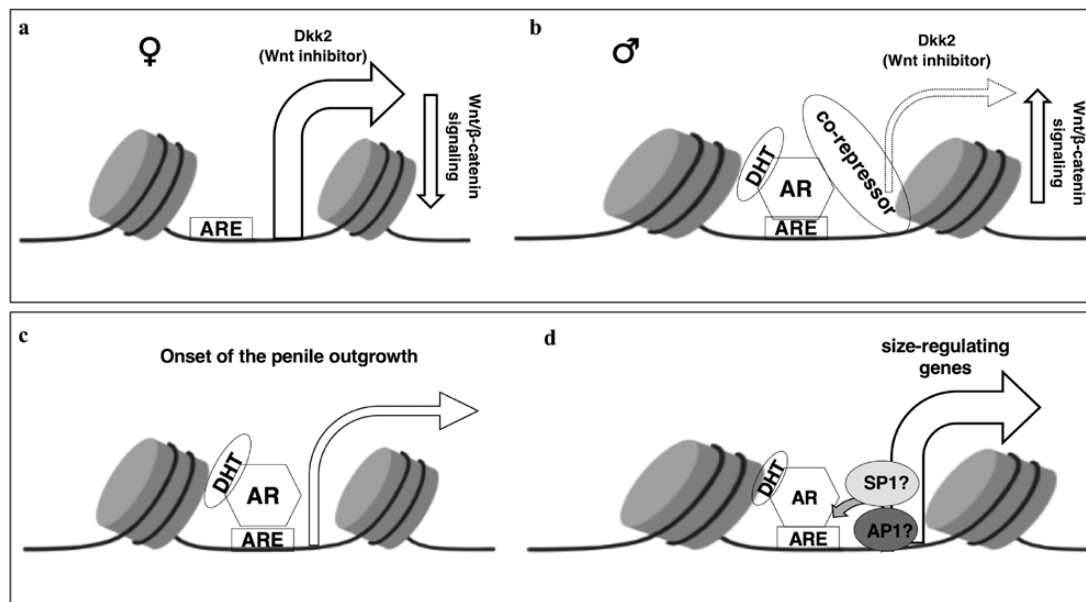 a
♀
Dkk2
(Wnt inhibitor)
Wnt/β-catenin
signaling
ARE
b
♂
Dkk2
(Wnt inhibitor)
Wnt/β-catenin
signaling
co-repressor
DHT
AR
ARE
c
Onset of the penile outgrowth
DHT
AR
ARE
d
size-regulating
genes
DHT
AR
SP1?
AP1?
ARE